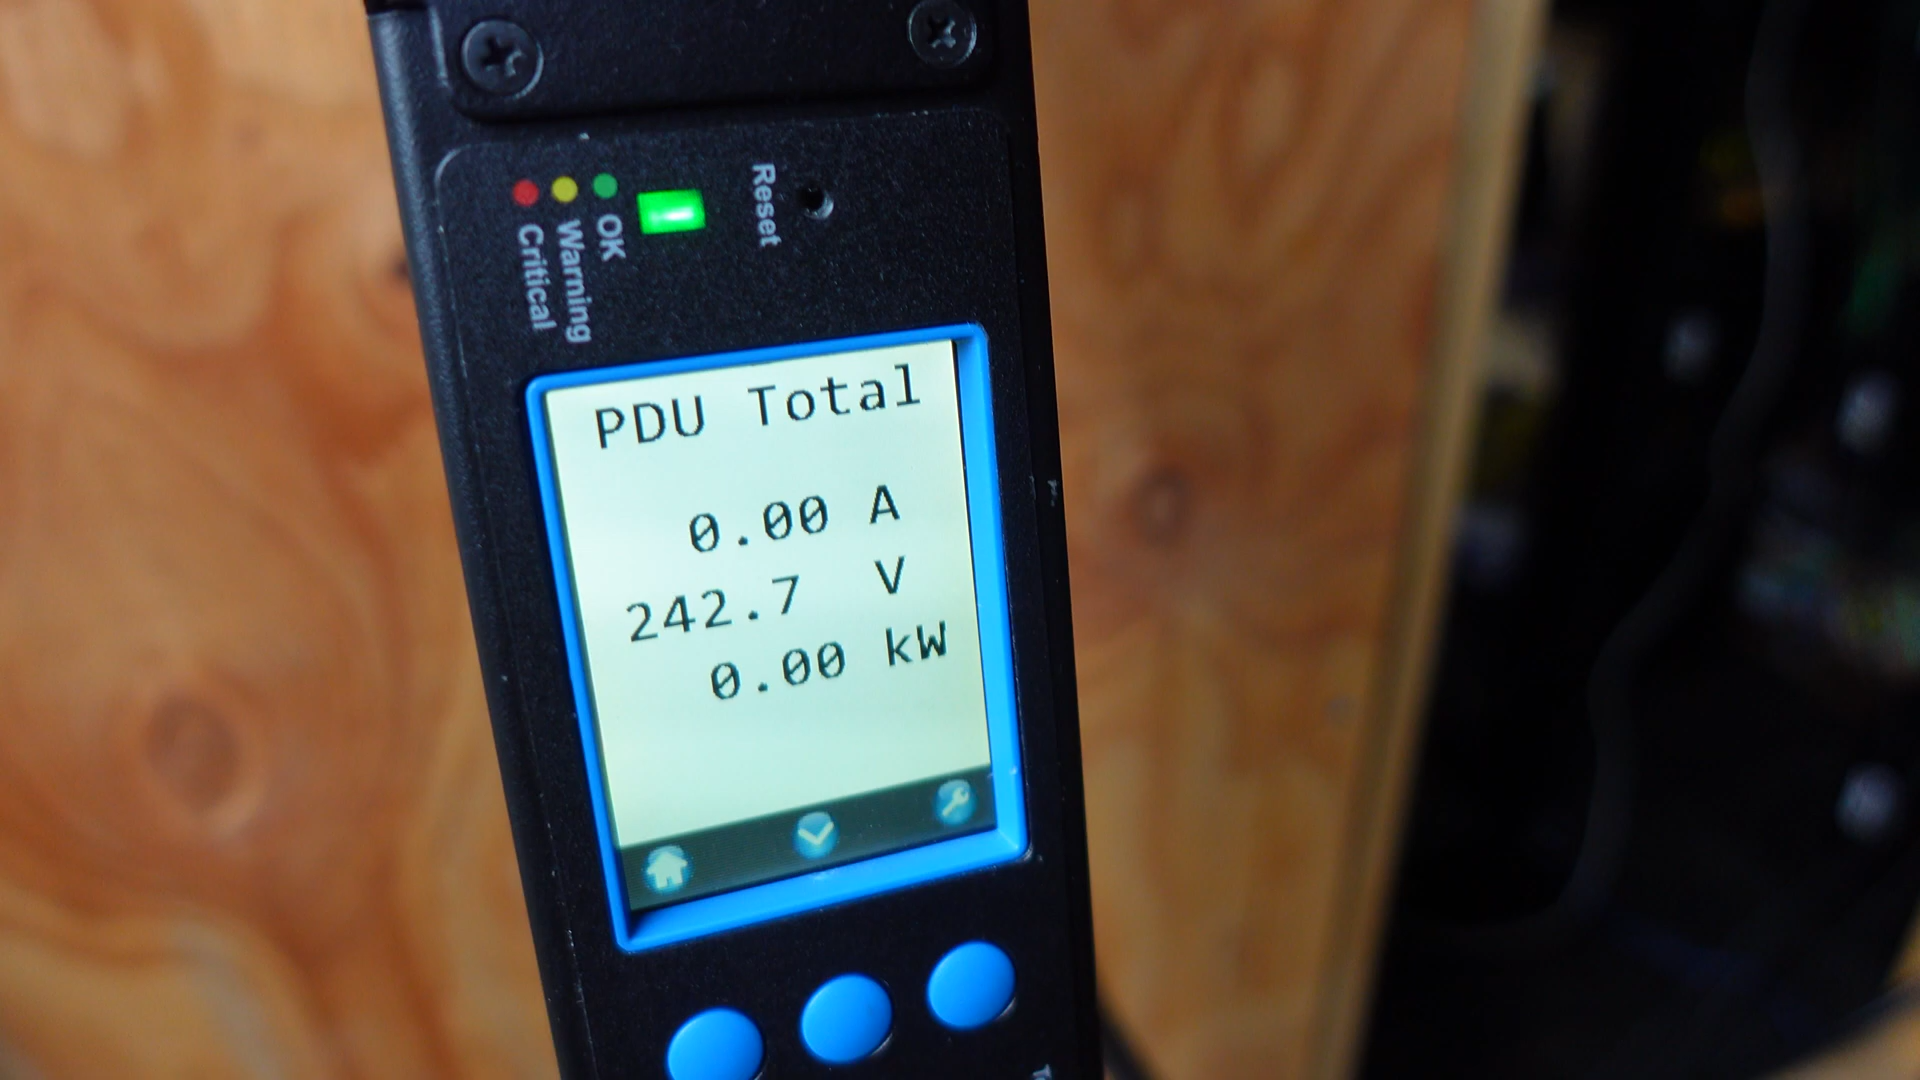 Reset
OK
Warning
Critical
PDU Total
0.00 A
242.7 V
0.00 kW